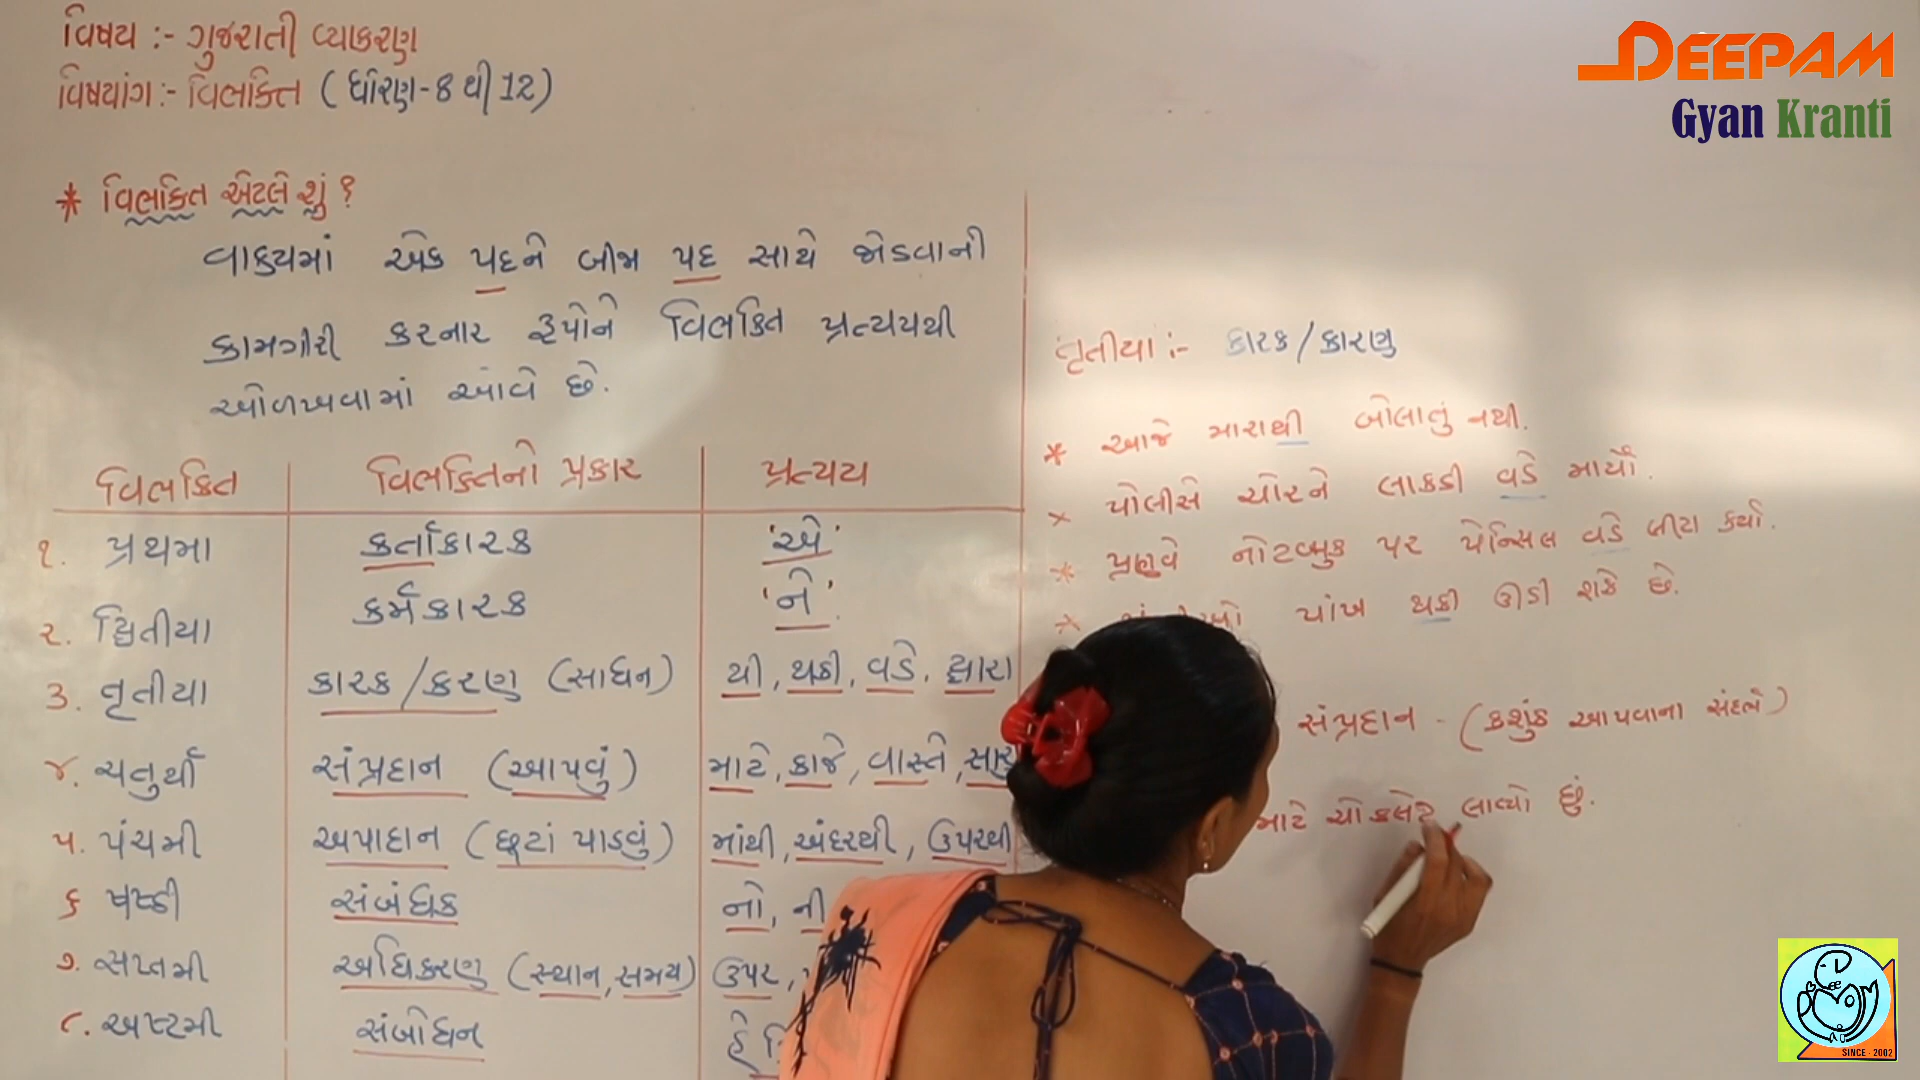 વિષય :- ગુજરાતી વ્યાકરણ
વિષયાંગ :- વિભક્તિ ( ધોરણ - 8 થી 12 )
* વિભક્તિ એટલે શું ?
વાક્યમાં એક પદને બીજા પદ સાથે જોડવાની
કામગીરી કરનાર રૂપોને વિભક્તિ પ્રત્યયથી
ઓળખવામાં આવે છે.
વિભક્તિ વિભક્તિનો પ્રકાર પ્રત્યય
૧. પ્રથમા કર્તાકારક 'એ'
૨. દ્વિતીયા કર્મકારક 'ને'
૩. તૃતીયા કારક / કરણ (સાધન) થી, થકી, વડે, દ્વારા
૪. ચતુર્થી સંપ્રદાન (આપવું) માટે, કાજે, વાસ્તે,
૫. પંચમી અપાદાન (છૂટાં પાડવું) માંથી, અંદરથી, ઉપરથી
૬ ષષ્ઠી સંબંધક નો, ની
૭. સપ્તમી અધિકરણ (સ્થાન, સમય) ઉપર,
૮. અષ્ટમી સંબોધન હે
તૃતીયા :- કારક / કારણ
* આજે મારાથી બોલાતું નથી.
* પોલીસે ચોરને લાકડી વડે માર્યો.
* પ્રણવે નોટબુક પર પેન્સિલ વડે લીટા કર્યા.
* પાંખ થકી ઊડી શકે છે.
સંપ્રદાન - (કશુંક આપવાના સંદર્ભે)
માટે ચોકલેટ લાવ્યો છું.
DEEPAM
Gyan Kranti
SINCE - 2002